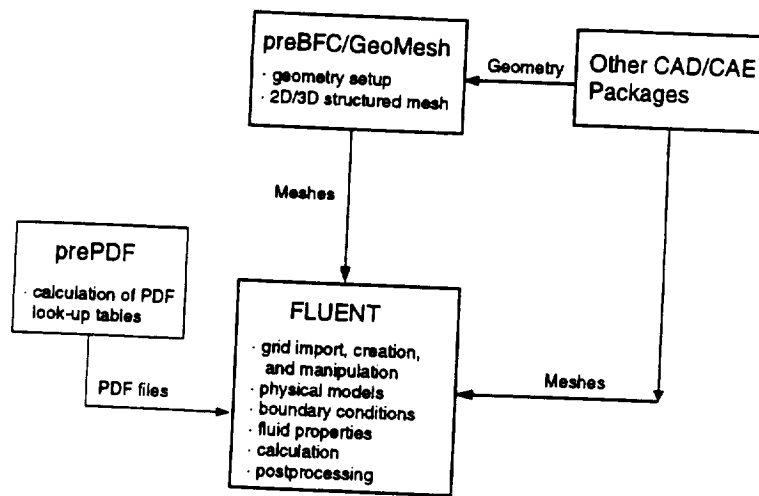 preBFC/GeoMesh
· geometry setup
· 2D/3D structured mesh
Geometry
Other CAD/CAE
Packages
Meshes
prePDF
· calculation of PDF
look-up tables
PDF files
FLUENT
· grid import, creation,
and manipulation
· physical models
· boundary conditions
· fluid properties
· calculation
· postprocessing
Meshes